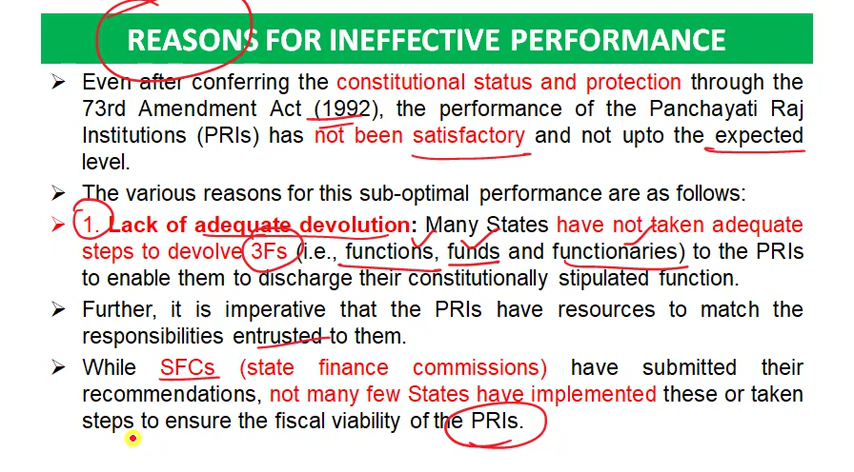 REASONS FOR INEFFECTIVE PERFORMANCE
➢ Even after conferring the constitutional status and protection through the
73rd Amendment Act (1992), the performance of the Panchayati Raj
Institutions (PRIs) has not been satisfactory and not upto the expected
level.
➢ The various reasons for this sub-optimal performance are as follows:
➢ 1. Lack of adequate devolution: Many States have not taken adequate
steps to devolve 3Fs (i.e., functions, funds and functionaries) to the PRIs
to enable them to discharge their constitutionally stipulated function.
➢ Further, it is imperative that the PRIs have resources to match the
responsibilities entrusted to them.
➢ While SFCs (state finance commissions) have submitted their
recommendations, not many few States have implemented these or taken
steps to ensure the fiscal viability of the PRIs.